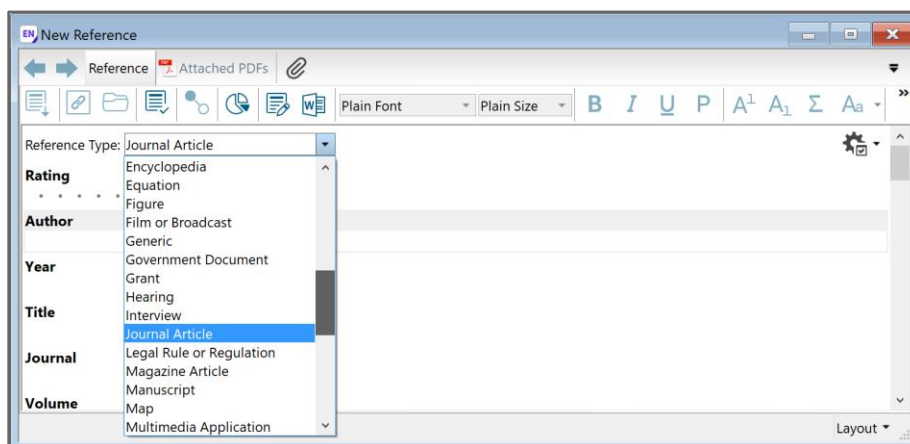 EN New Reference
Reference Attached PDFs
Plain Font Plain Size B I U P A¹ A₁ Σ Aa »
Reference Type: Journal Article
Encyclopedia
Rating
Equation
Figure
Author
Film or Broadcast
Generic
Government Document
Year
Grant
Hearing
Title
Interview
Journal Article
Legal Rule or Regulation
Journal
Magazine Article
Manuscript
Volume
Map
Multimedia Application
Layout